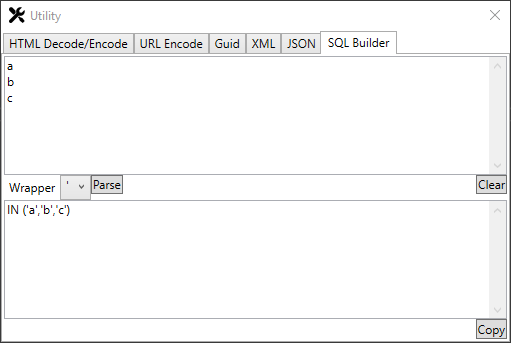 Utility
HTML Decode/Encode URL Encode Guid XML JSON SQL Builder
a
b
c
Wrapper ' Parse Clear
IN ('a','b','c')
Copy